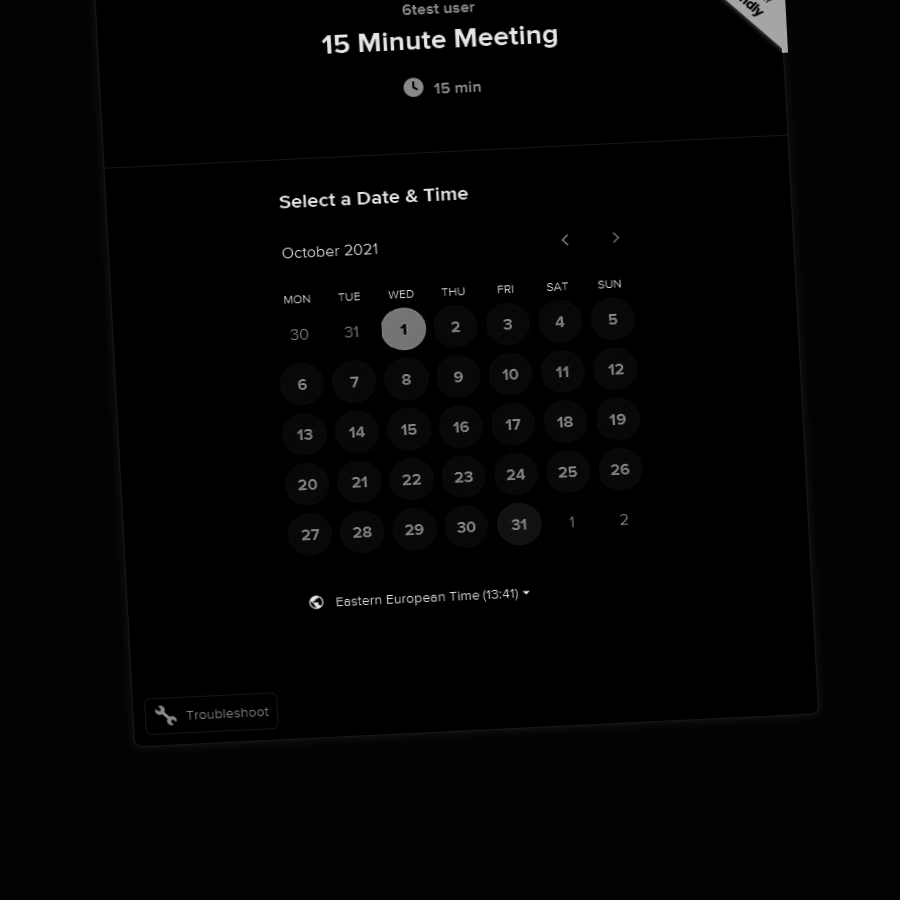 6test user
15 Minute Meeting
15 min
Select a Date & Time
October 2021
MON TUE WED THU FRI SAT SUN
30 31 1 2 3 4 5
6 7 8 9 10 11 12
13 14 15 16 17 18 19
20 21 22 23 24 25 26
27 28 29 30 31 1 2
Eastern European Time (13:41)
Troubleshoot